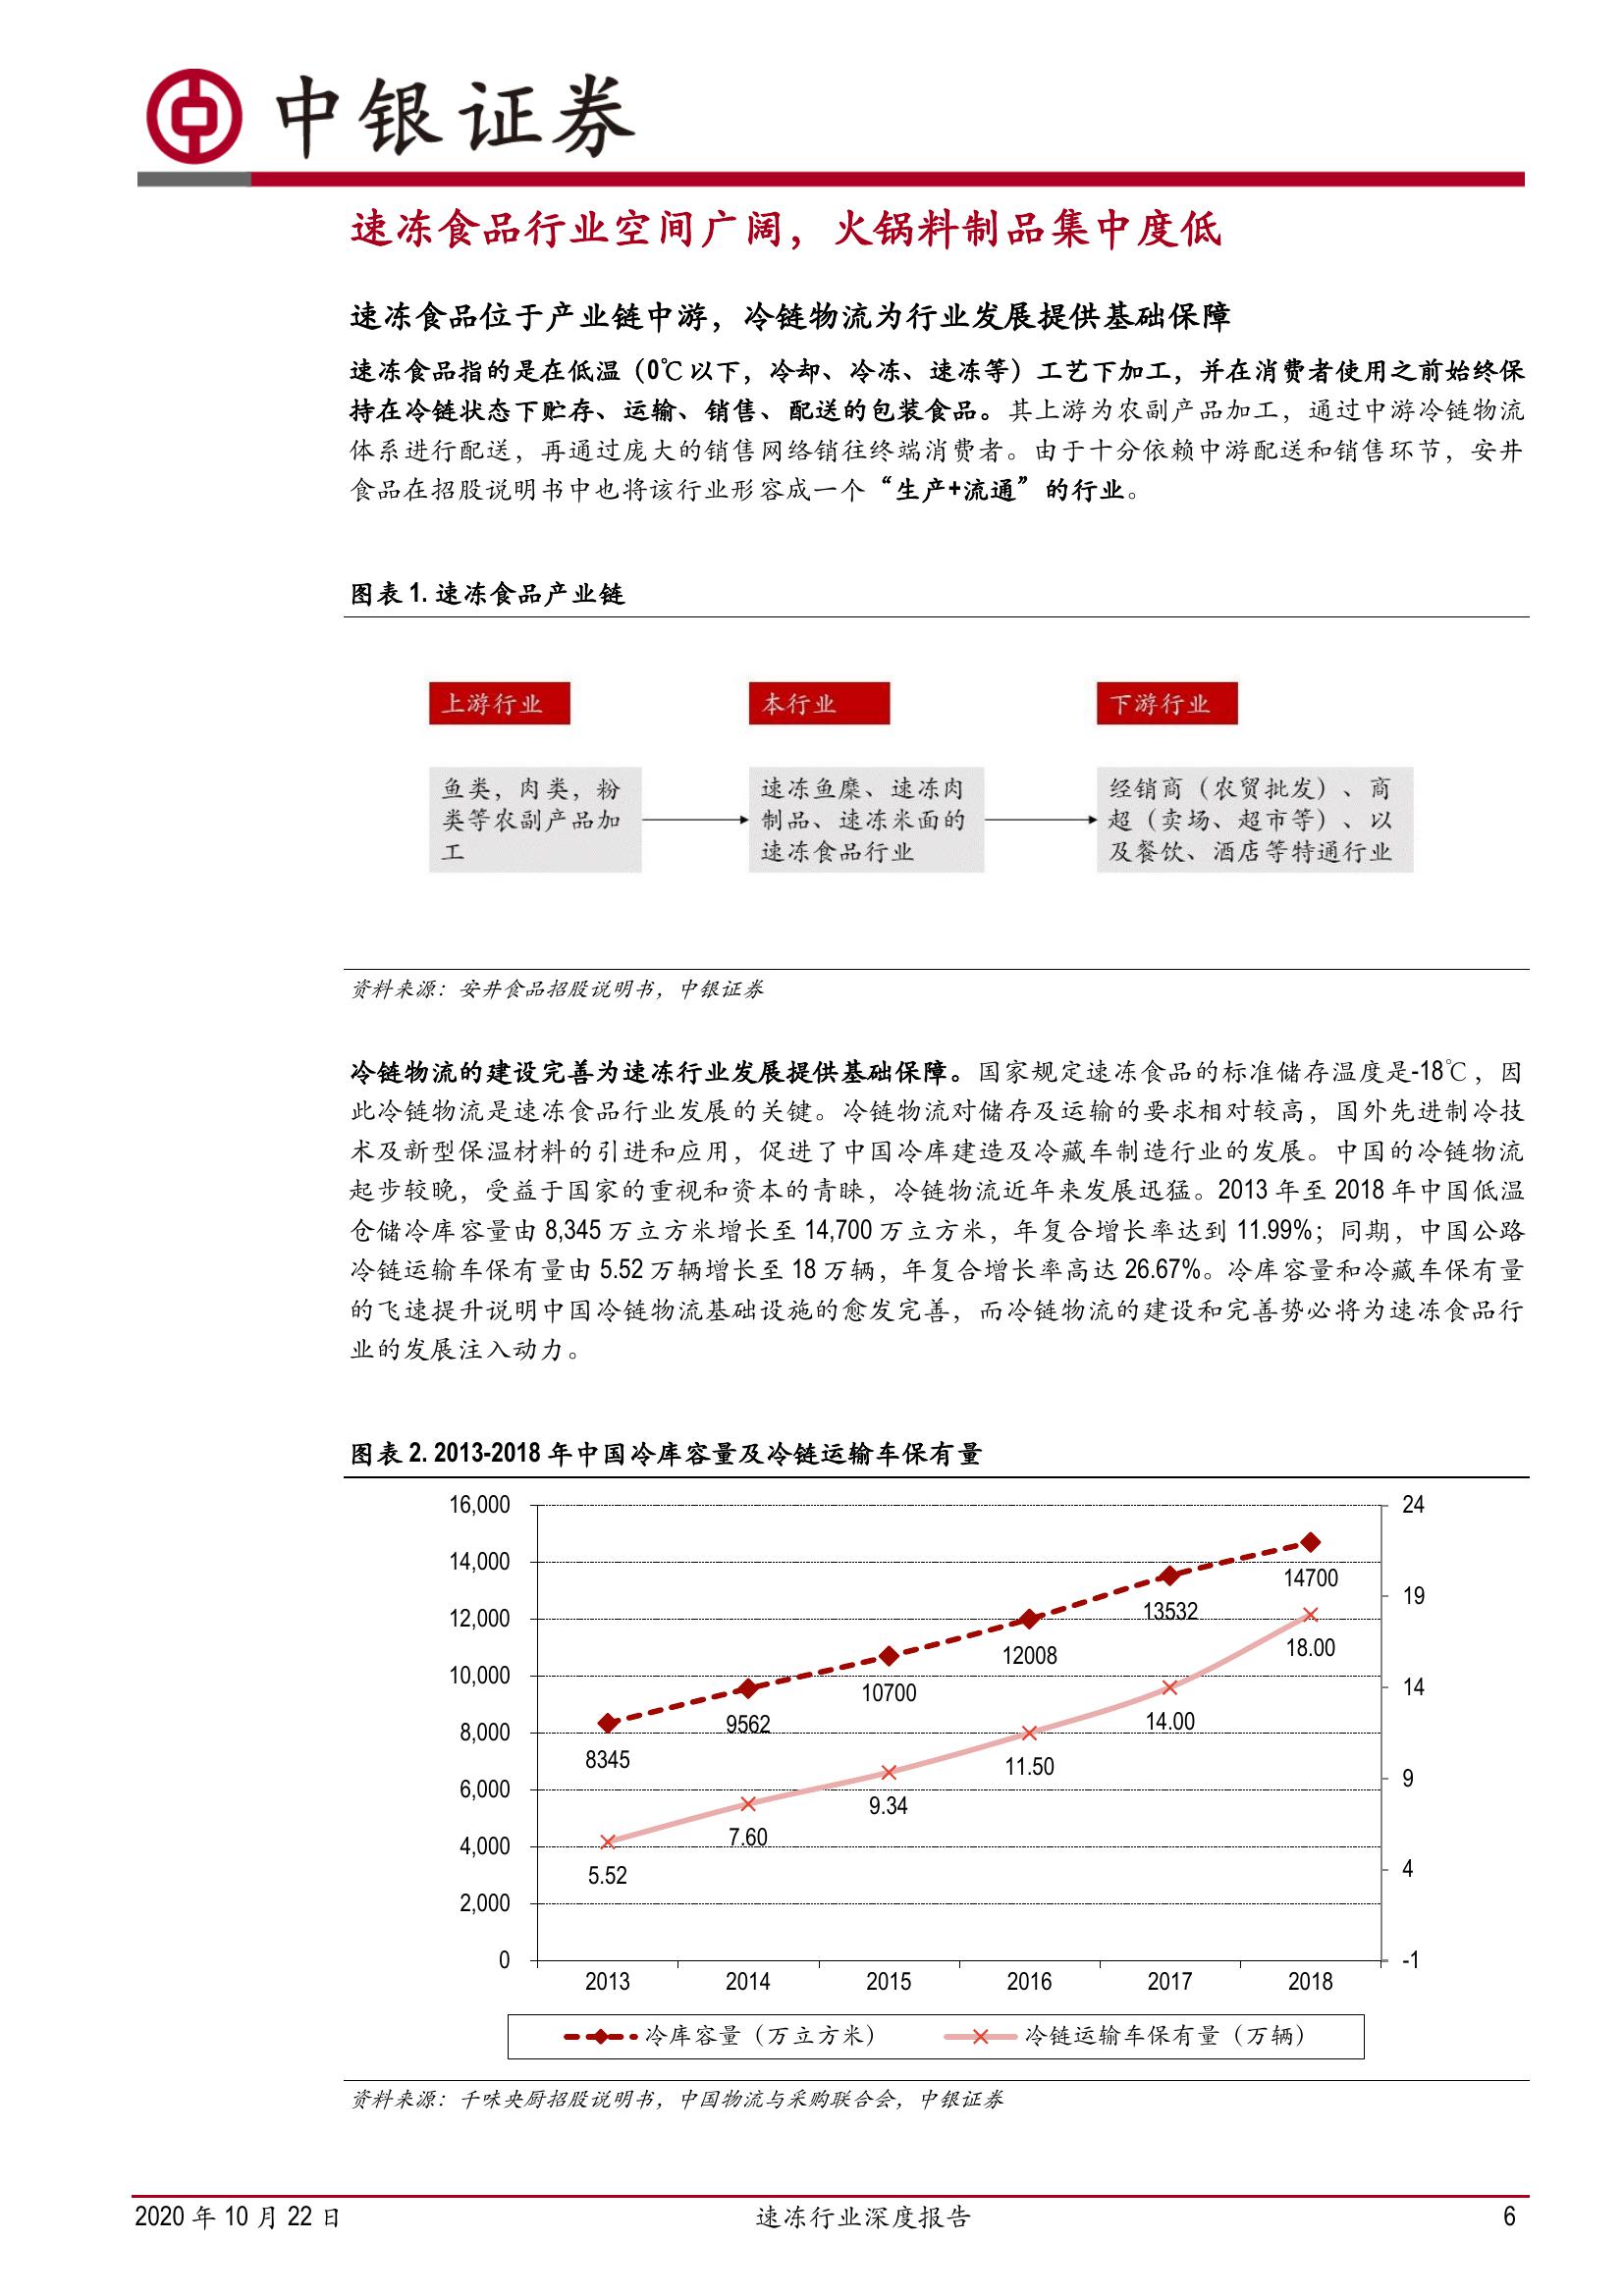 中银证券
速冻食品行业空间广阔，火锅料制品集中度低
速冻食品位于产业链中游，冷链物流为行业发展提供基础保障
速冻食品指的是在低温（0℃以下，冷却、冷冻、速冻等）工艺下加工，并在消费者使用之前始终保
持在冷链状态下贮存、运输、销售、配送的包装食品。其上游为农副产品加工，通过中游冷链物流
体系进行配送，再通过庞大的销售网络销往终端消费者。由于十分依赖中游配送和销售环节，安井
食品在招股说明书中也将该行业形容成一个“生产+流通”的行业。
图表 1. 速冻食品产业链
上游行业
本行业
下游行业
鱼类，肉类，粉
类等农副产品加
工
速冻鱼糜、速冻肉
制品、速冻米面的
速冻食品行业
经销商（农贸批发）、商
超（卖场、超市等）、以
及餐饮、酒店等特通行业
资料来源：安井食品招股说明书，中银证券
冷链物流的建设完善为速冻行业发展提供基础保障。国家规定速冻食品的标准储存温度是-18℃，因
此冷链物流是速冻食品行业发展的关键。冷链物流对储存及运输的要求相对较高，国外先进制冷技
术及新型保温材料的引进和应用，促进了中国冷库建造及冷藏车制造行业的发展。中国的冷链物流
起步较晚，受益于国家的重视和资本的青睐，冷链物流近年来发展迅猛。2013 年至 2018 年中国低温
仓储冷库容量由 8,345 万立方米增长至 14,700 万立方米，年复合增长率达到 11.99%；同期，中国公路
冷链运输车保有量由 5.52 万辆增长至 18 万辆，年复合增长率高达 26.67%。冷库容量和冷藏车保有量
的飞速提升说明中国冷链物流基础设施的愈发完善，而冷链物流的建设和完善势必将为速冻食品行
业的发展注入动力。
图表 2. 2013-2018 年中国冷库容量及冷链运输车保有量
16,000
14,000
12,000
10,000
8,000
6,000
4,000
2,000
0
24
19
14
9
4
-1
8345
9562
10700
12008
13532
14700
5.52
7.60
9.34
11.50
14.00
18.00
2013
2014
2015
2016
2017
2018
冷库容量（万立方米）
冷链运输车保有量（万辆）
资料来源：千味央厨招股说明书，中国物流与采购联合会，中银证券
2020 年 10 月 22 日
速冻行业深度报告
6